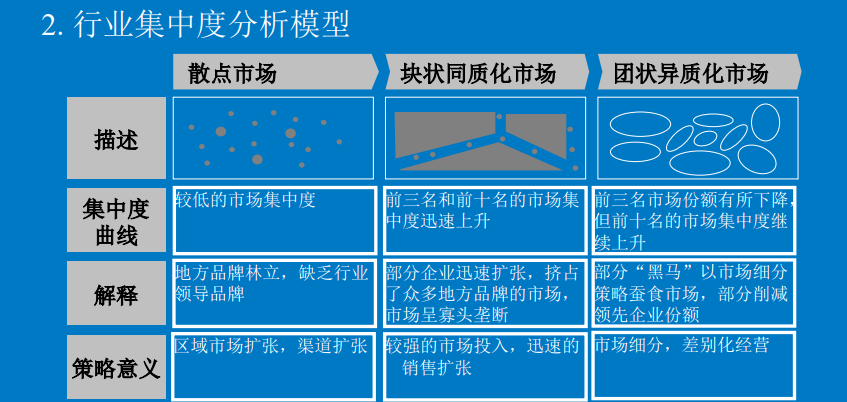 2. 行业集中度分析模型
散点市场
块状同质化市场
团状异质化市场
描述
集中度
曲线
较低的市场集中度
前三名和前十名的市场集
中度迅速上升
前三名市场份额有所下降，
但前十名的市场集中度继
续上升
解释
地方品牌林立，缺乏行业
领导品牌
部分企业迅速扩张，挤占
了众多地方品牌的市场，
市场呈寡头垄断
部分“黑马”以市场细分
策略蚕食市场，部分削减
领先企业份额
策略意义
区域市场扩张，渠道扩张
较强的市场投入，迅速的
销售扩张
市场细分，差别化经营